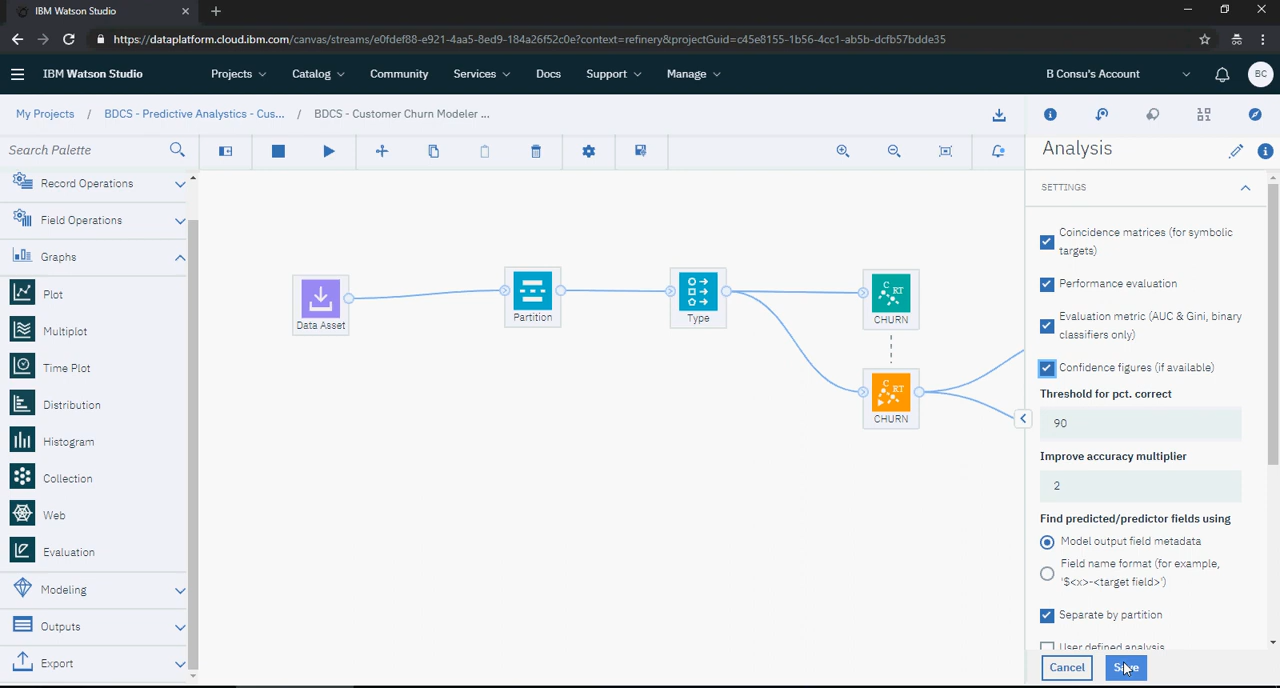 IBM Watson Studio
https://dataplatform.cloud.ibm.com/canvas/streams/e0fdef88-e921-4aa5-8ed9-184a26f52c0e?context=refinery&projectGuid=c45e8155-1b56-4cc1-ab5b-dcfb57bdde35
IBM Watson Studio Projects Catalog Community Services Docs Support Manage B Consu's Account BC
My Projects / BDCS - Predictive Analystics - Cus... / BDCS - Customer Churn Modeler ...
Search Palette
Record Operations
Field Operations
Graphs
Plot
Multiplot
Time Plot
Distribution
Histogram
Collection
Web
Evaluation
Modeling
Outputs
Export
Data Asset
Partition
Type
C RT
CHURN
C RT
CHURN
Analysis
SETTINGS
Coincidence matrices (for symbolic
targets)
Performance evaluation
Evaluation metric (AUC & Gini, binary
classifiers only)
Confidence figures (if available)
Threshold for pct. correct
90
Improve accuracy multiplier
2
Find predicted/predictor fields using
Model output field metadata
Field name format (for example,
'$<x>-<target field>')
Separate by partition
User defined analysis
Cancel Save